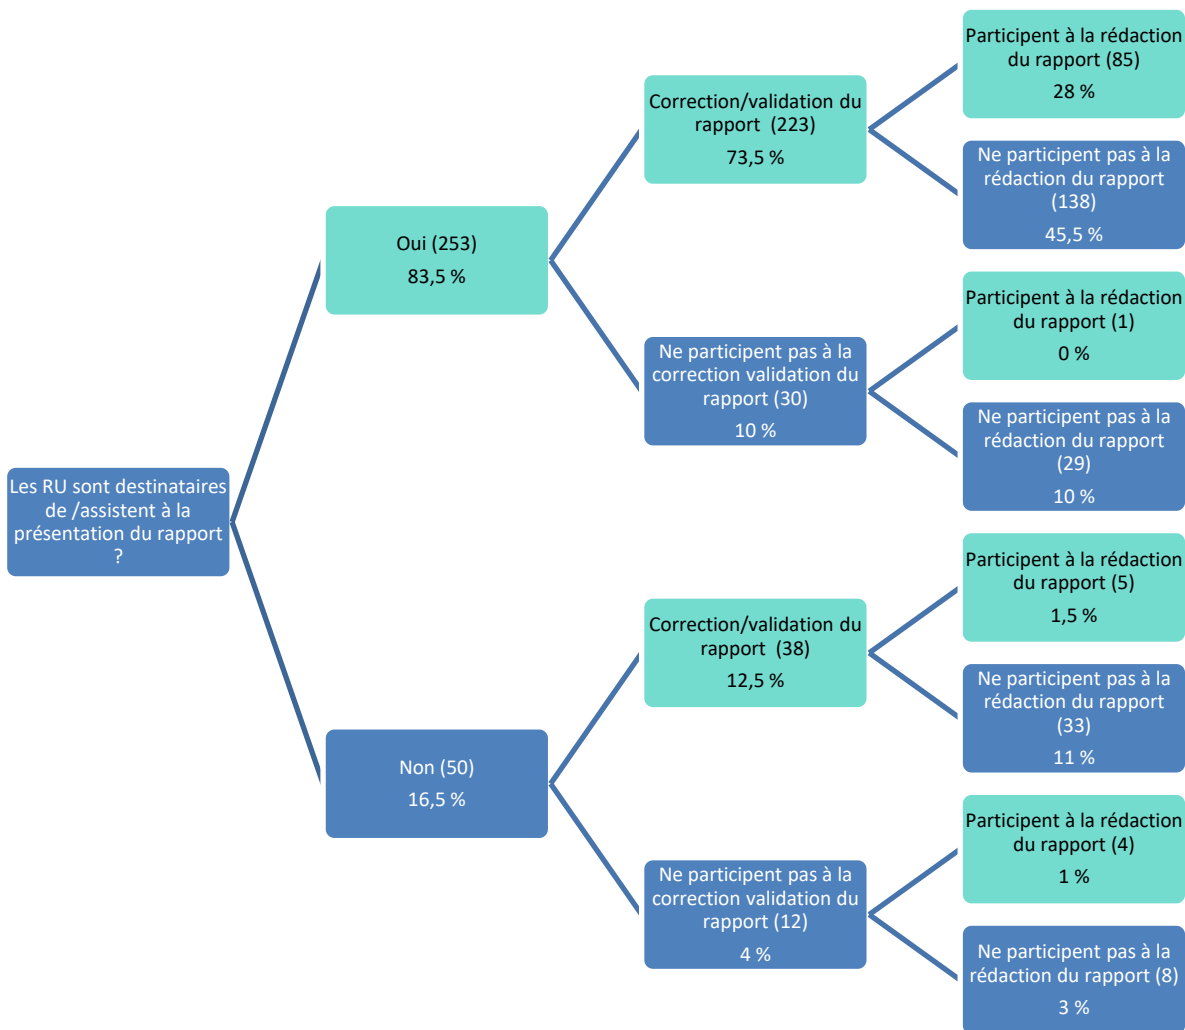 Les RU sont destinataires
de /assistent à la
présentation du rapport
?
Oui (253)
83,5 %
Correction/validation du
rapport  (223)
73,5 %
Participent à la rédaction
du rapport (85)
28 %
Ne participent pas à la
rédaction du rapport
(138)
45,5 %
Ne participent pas à la
correction validation du
rapport (30)
10 %
Participent à la rédaction
du rapport (1)
0 %
Ne participent pas à la
rédaction du rapport
(29)
10 %
Non (50)
16,5 %
Correction/validation du
rapport  (38)
12,5 %
Participent à la rédaction
du rapport (5)
1,5 %
Ne participent pas à la
rédaction du rapport
(33)
11 %
Ne participent pas à la
correction validation du
rapport (12)
4 %
Participent à la rédaction
du rapport (4)
1 %
Ne participent pas à la
rédaction du rapport (8)
3 %